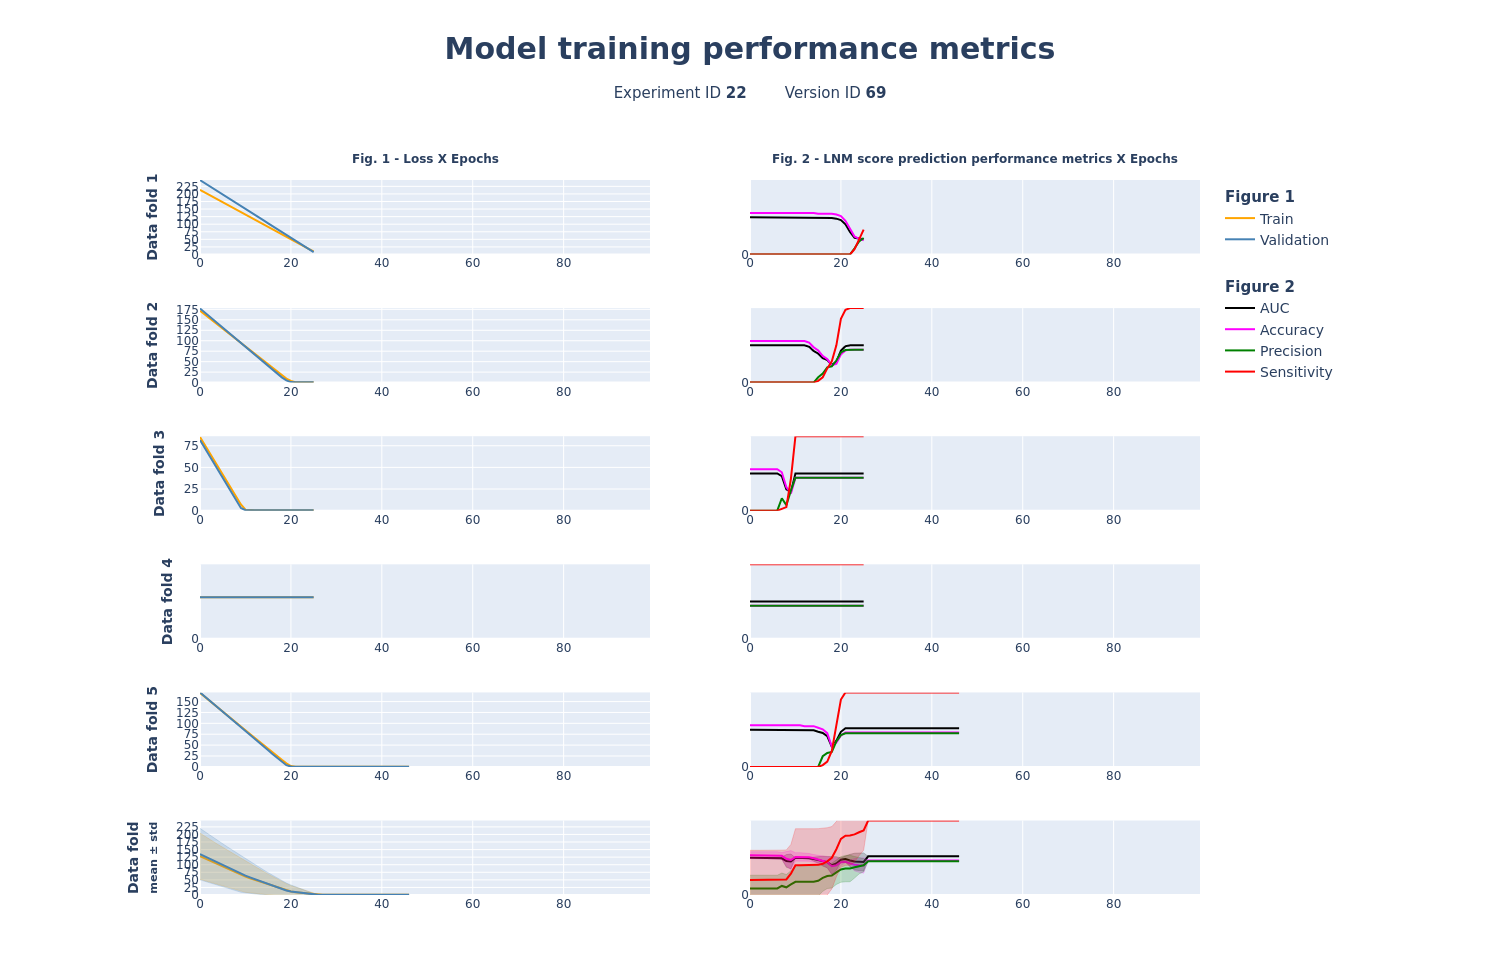 Model training performance metrics
Experiment ID 22 Version ID 69
Fig. 1 - Loss X Epochs
Fig. 2 - LNM score prediction performance metrics X Epochs
Data fold 1
225
200
175
150
125
100
75
50
25
0
0 20 40 60 80
0
0 20 40 60 80
Figure 1
Train
Validation
Figure 2
AUC
Accuracy
Precision
Sensitivity
Data fold 2
175
150
125
100
75
50
25
0
0 20 40 60 80
0
0 20 40 60 80
Data fold 3
75
50
25
0
0 20 40 60 80
0
0 20 40 60 80
Data fold 4
0
0 20 40 60 80
0
0 20 40 60 80
Data fold 5
150
125
100
75
50
25
0
0 20 40 60 80
0
0 20 40 60 80
Data fold
mean ± std
225
200
175
150
125
100
75
50
25
0
0 20 40 60 80
0
0 20 40 60 80